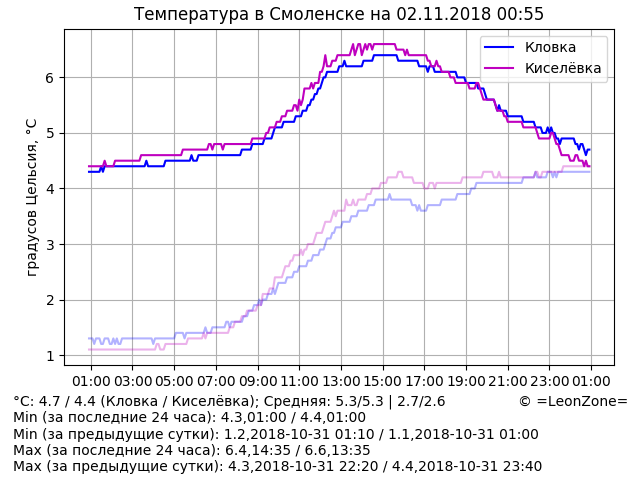 Температура в Смоленске на 02.11.2018 00:55
Кловка
Киселёвка
градусов Цельсия, °C
6
5
4
3
2
1
01:00 03:00 05:00 07:00 09:00 11:00 13:00 15:00 17:00 19:00 21:00 23:00 01:00
°C: 4.7 / 4.4 (Кловка / Киселёвка); Средняя: 5.3/5.3 | 2.7/2.6 © =LeonZone=
Min (за последние 24 часа): 4.3,01:00 / 4.4,01:00
Min (за предыдущие сутки): 1.2,2018-10-31 01:10 / 1.1,2018-10-31 01:00
Max (за последние 24 часа): 6.4,14:35 / 6.6,13:35
Max (за предыдущие сутки): 4.3,2018-10-31 22:20 / 4.4,2018-10-31 23:40